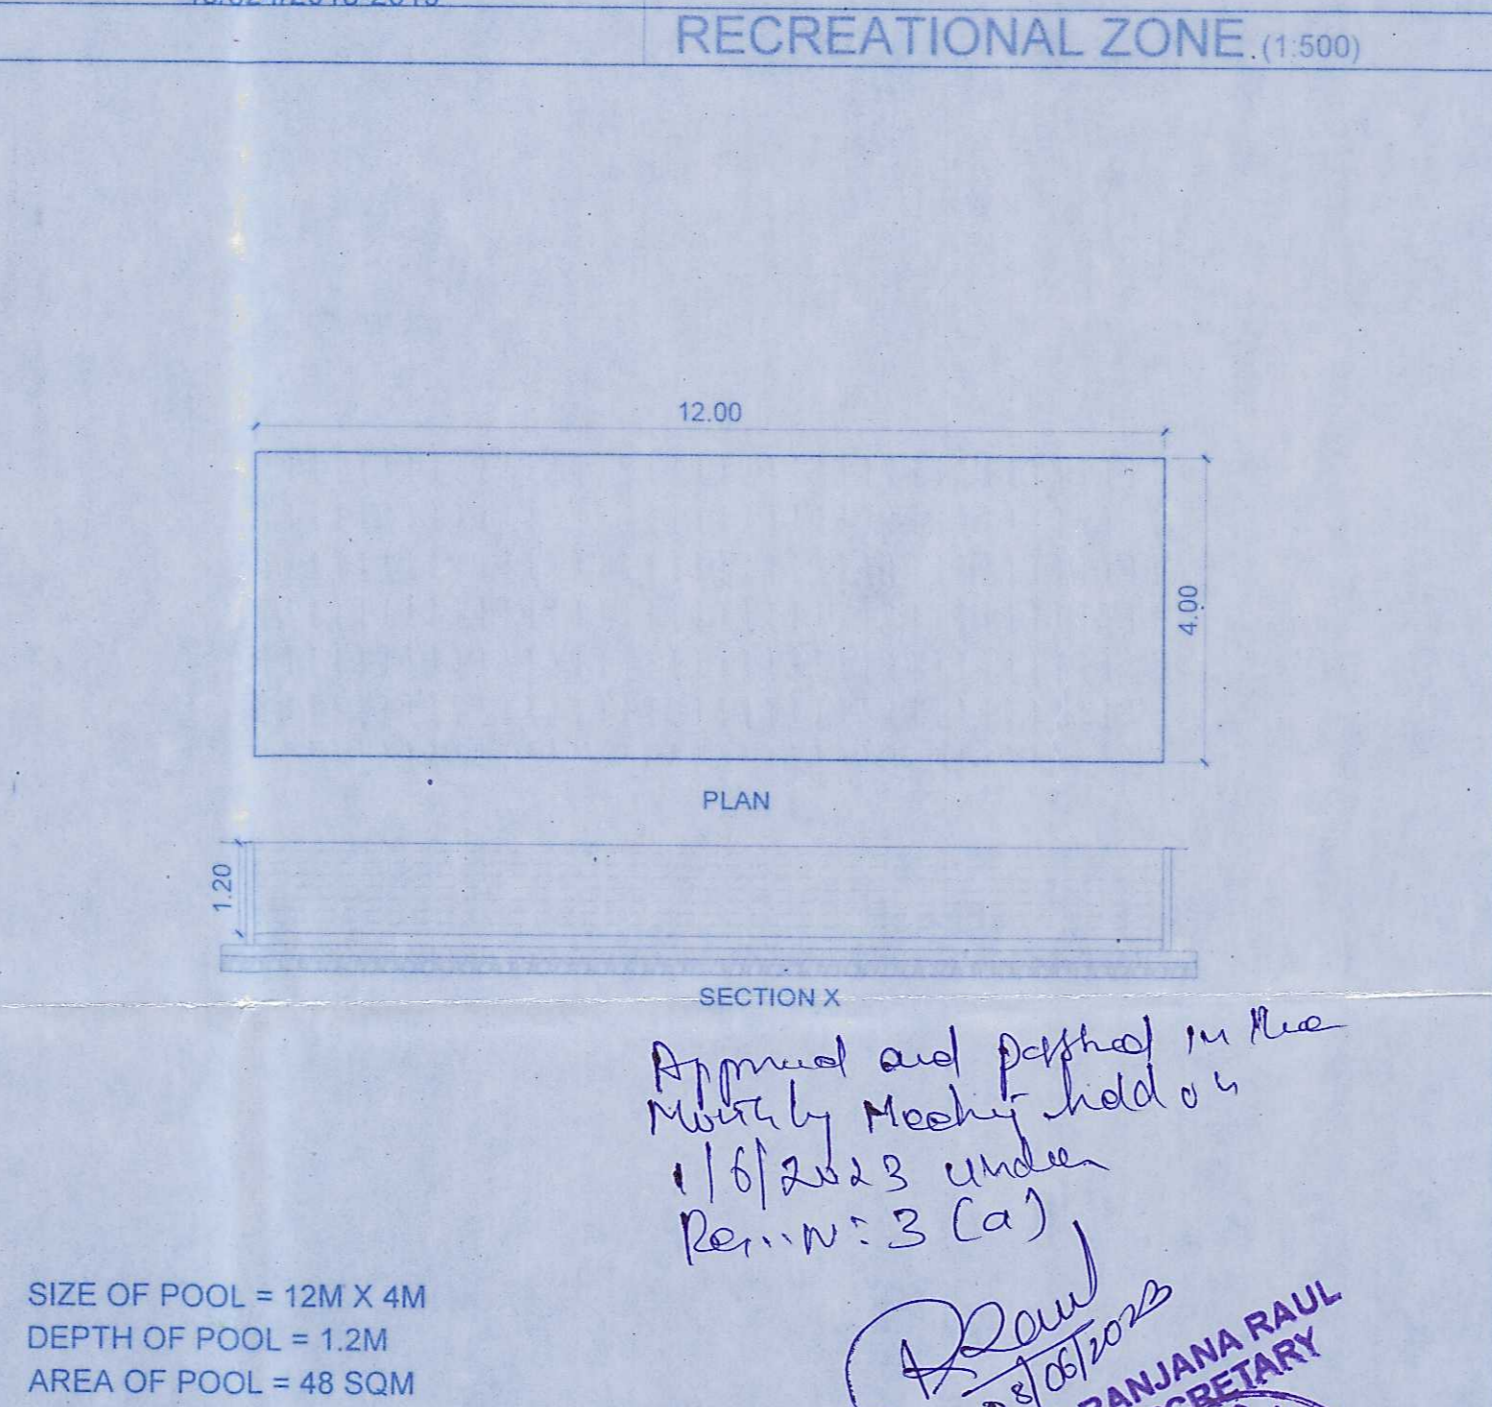 RECREATIONAL ZONE.(1:500)
12.00
4.00
PLAN
1.20
SECTION X
Approved and passed in the
Monthly Meeting held on
1/6/2023 under
3 (a)
SIZE OF POOL = 12M X 4M
DEPTH OF POOL = 1.2M
AREA OF POOL = 48 SQM
/06/2023
RANJANA RAUL
SECRETARY